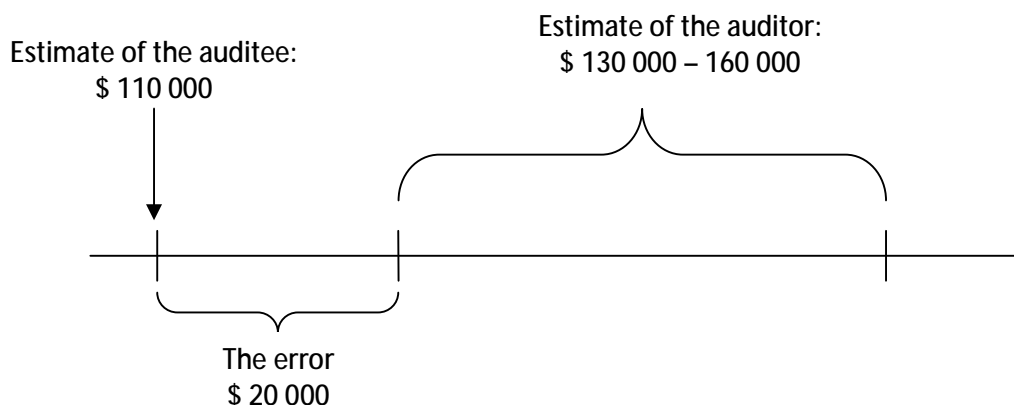 Estimate of the auditee:
$ 110 000
Estimate of the auditor:
$ 130 000 – 160 000
The error
$ 20 000